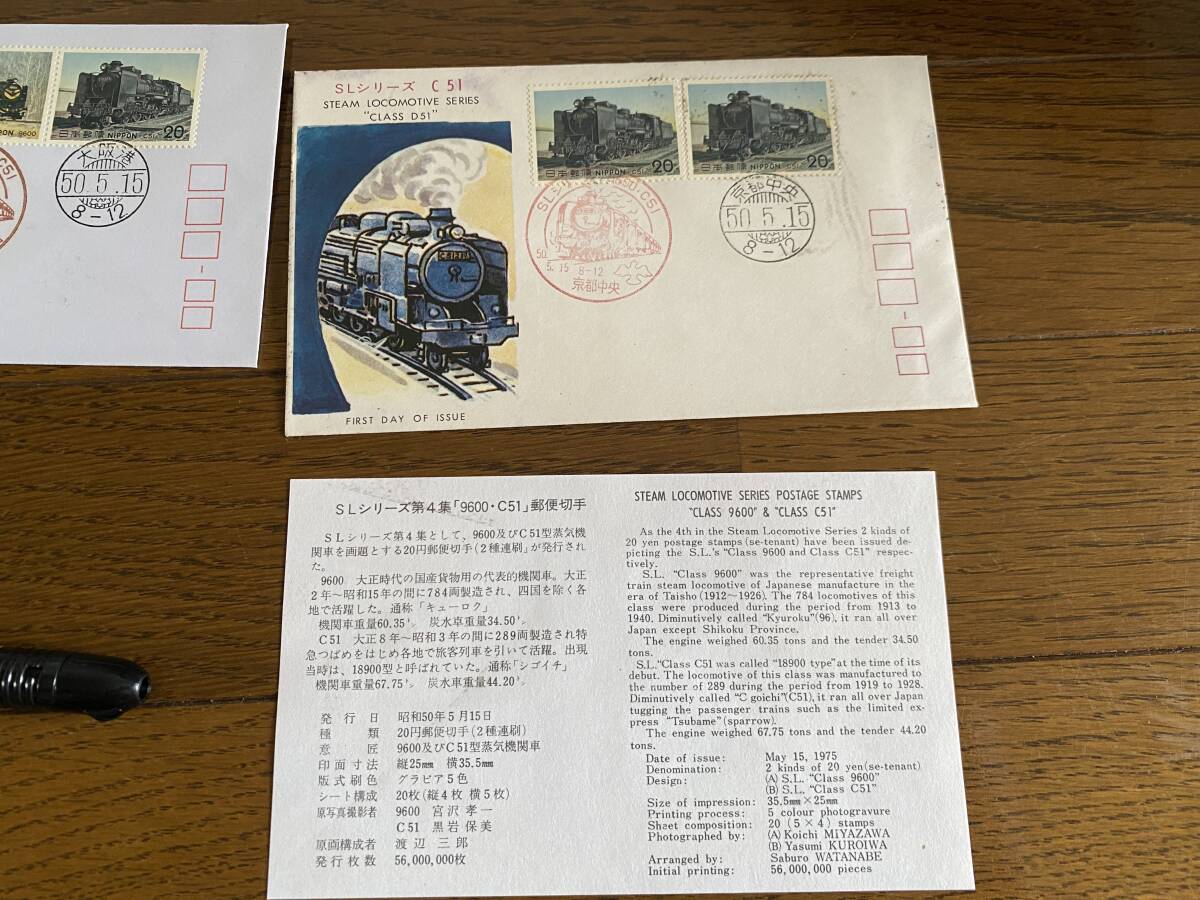 PON 9600
日本郵便 NIPPON C51 20
大阪港
50.5.15
8-12
SLシリーズ C51
STEAM LOCOMOTIVE SERIES
"CLASS D51"
FIRST DAY OF ISSUE
日本郵便 NIPPON C51 20
日本郵便 NIPPON C51 20
C51
50.
5.15 8-12
京都中央
京都中央
50.5.15
8-12
SLシリーズ第4集「9600・C51」郵便切手
SLシリーズ第4集として、9600及びC51型蒸気機
関車を画題とする20円郵便切手(2種連刷)が発行され
た。
9600 大正時代の国産貨物用の代表的機関車。大正
2年〜昭和15年の間に784両製造され、四国を除く各
地で活躍した。通称「キューロク」
機関車重量60.35㌧ 炭水車重量34.50㌧
C51 大正8年〜昭和3年の間に289両製造され特
急つばめをはじめ各地で旅客列車を引いて活躍。出現
当時は、18900型と呼ばれていた。通称「シゴイチ」
機関車重量67.75㌧ 炭水車重量44.20㌧
発行日 昭和50年5月15日
種類 20円郵便切手(2種連刷)
意匠 9600及びC51型蒸気機関車
印面寸法 縦25㎜ 横35.5㎜
版式刷色 グラビア5色
シート構成 20枚(縦4枚 横5枚)
原写真撮影者 9600 宮沢孝一
C51 黒岩保美
原画構成者 渡辺三郎
発行枚数 56,000,000枚
STEAM LOCOMOTIVE SERIES POSTAGE STAMPS
"CLASS 9600" & "CLASS C51"
As the 4th in the Steam Locomotive Series 2 kinds of
20 yen postage stamps (se-tenant) have been issued de-
picting the S.L.'s "Class 9600 and Class C51" respec-
tively.
S.L. "Class 9600" was the representative freight
train steam locomotive of Japanese manufacture in the
era of Taisho (1912〜1926). The 784 locomotives of this
class were produced during the period from 1913 to
1940. Diminutively called "Kyuroku"(96), it ran all over
Japan except Shikoku Province.
The engine weighed 60.35 tons and the tender 34.50
tons.
S.L."Class C51 was called "18900 type" at the time of its
debut. The locomotive of this class was manufactured to
the number of 289 during the period from 1919 to 1928.
Diminutively called "C goichi"(C51), it ran all over Japan
tugging the passenger trains such as the limited ex-
press "Tsubame" (sparrow).
The engine weighed 67.75 tons and the tender 44.20
tons.
Date of issue: May 15, 1975
Denomination: 2 kinds of 20 yen (se-tenant)
Design: (A) S.L. "Class 9600"
(B) S.L. "Class C51"
Size of impression: 35.5㎜×25㎜
Printing process: 5 colour photogravure
Sheet composition: 20 (5×4) stamps
Photographed by: (A) Koichi MiYAZAWA
(B) Yasumi KUROIWA
Arranged by: Saburo WATANABE
Initial printing: 56,000,000 pieces